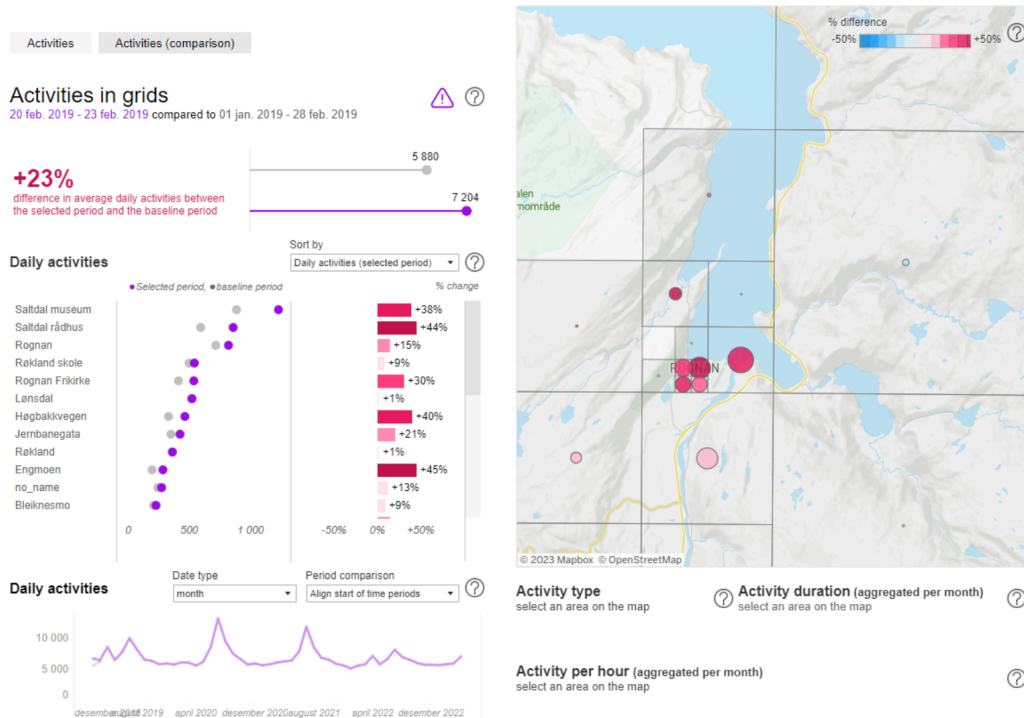 Activities
Activities (comparison)
Activities in grids
20 feb. 2019 - 23 feb. 2019 compared to 01 jan. 2019 - 28 feb. 2019
5 880
+23%
7 204
difference in average daily activities between
the selected period and the baseline period
Sort by
Daily activities
Daily activities (selected period)
?
Selected period, baseline period
% change
Saltdal museum +38%
Saltdal rådhus +44%
Rognan +15%
Røkland skole +9%
Rognan Frikirke +30%
Lønsdal +1%
Høgbakkvegen +40%
Jernbanegata +21%
Røkland +1%
Engmoen +45%
no_name +13%
Bleiknesmo +9%
0 500 1 000 -50% 0% +50%
Daily activities
Date type
month
Period comparison
Align start of time periods
?
10 000
5 000
0
august 2019 april 2020 desember 2020 august 2021 april 2022 desember 2022
% difference
-50% +50%
?
alen
rnområde
ROGNAN
© 2023 Mapbox © OpenStreetMap
Activity type
select an area on the map
?
Activity duration (aggregated per month)
select an area on the map
?
Activity per hour (aggregated per month)
select an area on the map
?